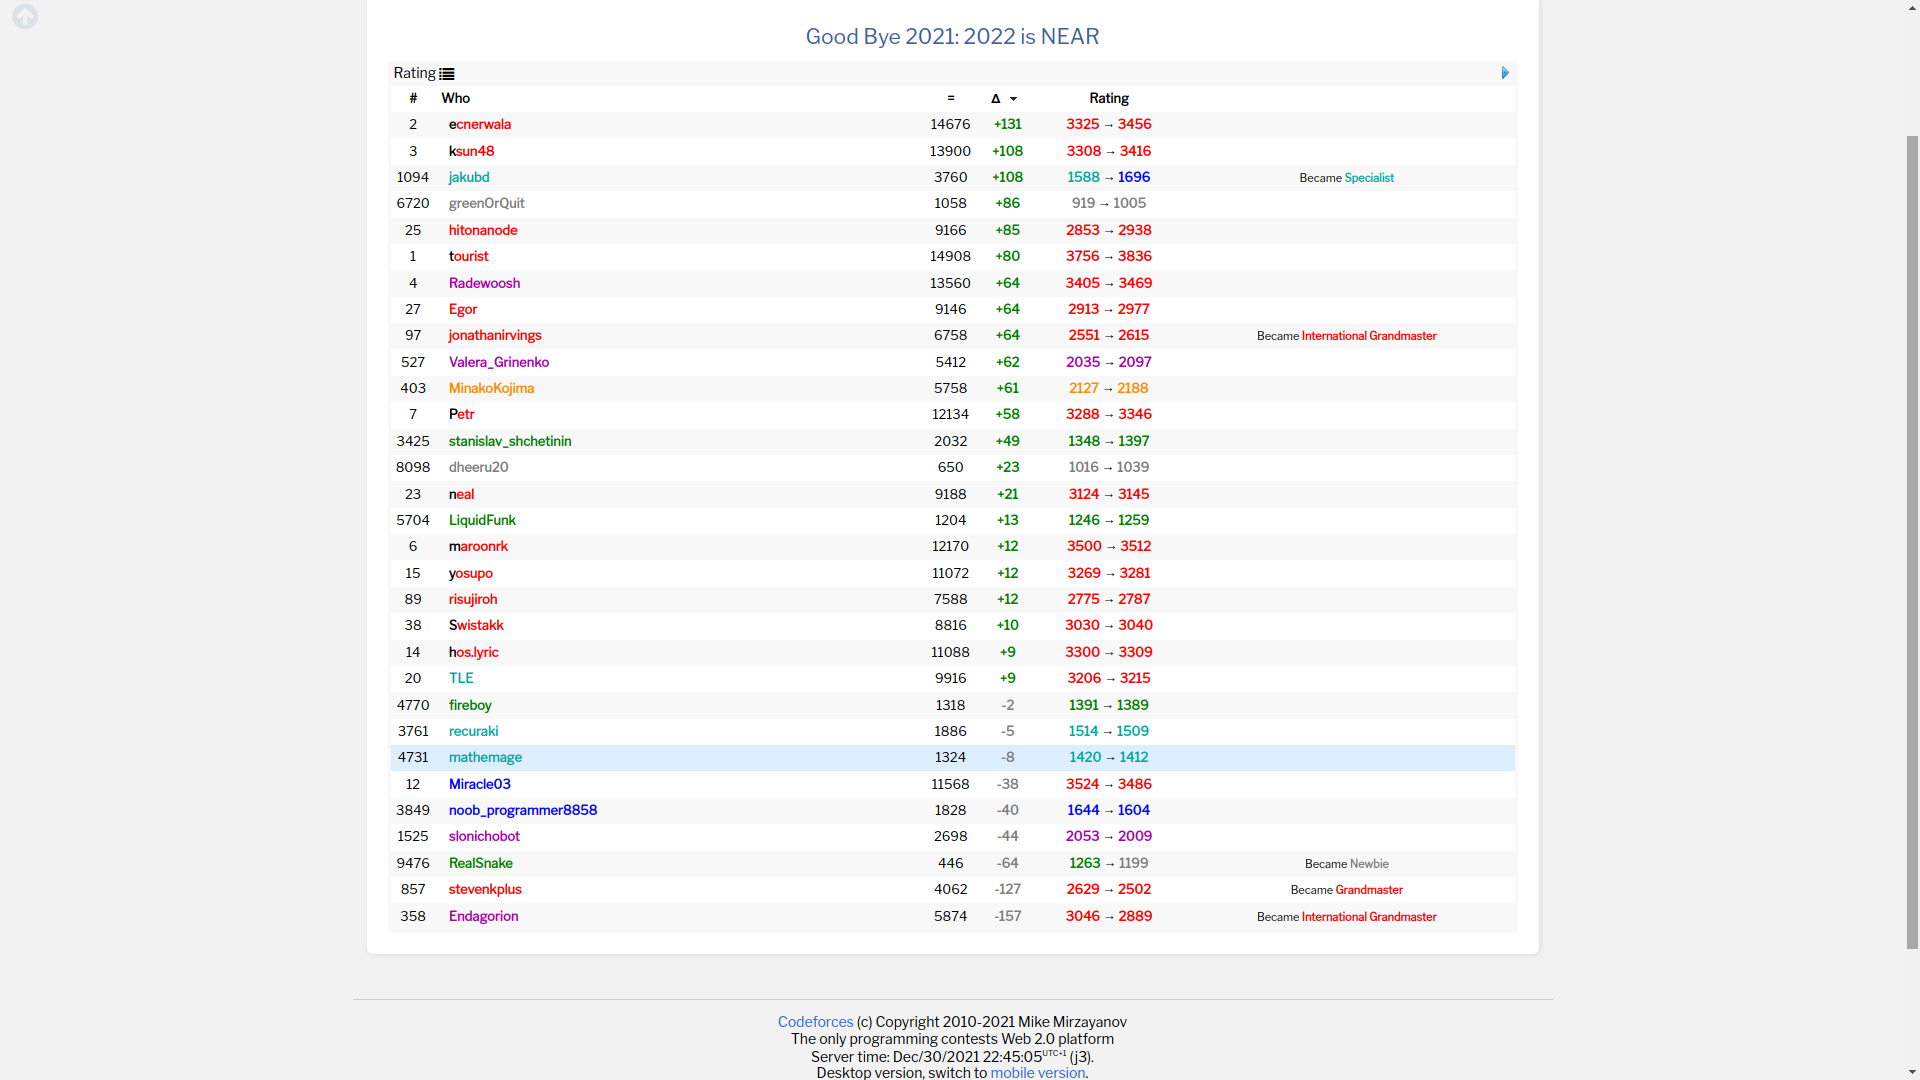 Good Bye 2021: 2022 is NEAR
Rating
# Who = Δ Rating
2 ecnerwala 14676 +131 3325 → 3456
3 ksun48 13900 +108 3308 → 3416
1094 jakubd 3760 +108 1588 → 1696 Became Specialist
6720 greenOrQuit 1058 +86 919 → 1005
25 hitonanode 9166 +85 2853 → 2938
1 tourist 14908 +80 3756 → 3836
4 Radewoosh 13560 +64 3405 → 3469
27 Egor 9146 +64 2913 → 2977
97 jonathanirvings 6758 +64 2551 → 2615 Became International Grandmaster
527 Valera_Grinenko 5412 +62 2035 → 2097
403 MinakoKojima 5758 +61 2127 → 2188
7 Petr 12134 +58 3288 → 3346
3425 stanislav_shchetinin 2032 +49 1348 → 1397
8098 dheeru20 650 +23 1016 → 1039
23 neal 9188 +21 3124 → 3145
5704 LiquidFunk 1204 +13 1246 → 1259
6 maroonrk 12170 +12 3500 → 3512
15 yosupo 11072 +12 3269 → 3281
89 risujiroh 7588 +12 2775 → 2787
38 Swistakk 8816 +10 3030 → 3040
14 hos.lyric 11088 +9 3300 → 3309
20 TLE 9916 +9 3206 → 3215
4770 fireboy 1318 -2 1391 → 1389
3761 recuraki 1886 -5 1514 → 1509
4731 mathemage 1324 -8 1420 → 1412
12 Miracle03 11568 -38 3524 → 3486
3849 noob_programmer8858 1828 -40 1644 → 1604
1525 slonichobot 2698 -44 2053 → 2009
9476 RealSnake 446 -64 1263 → 1199 Became Newbie
857 stevenkplus 4062 -127 2629 → 2502 Became Grandmaster
358 Endagorion 5874 -157 3046 → 2889 Became International Grandmaster
Codeforces (c) Copyright 2010-2021 Mike Mirzayanov
The only programming contests Web 2.0 platform
Server time: Dec/30/2021 22:45:05UTC+1 (j3).
Desktop version, switch to mobile version.